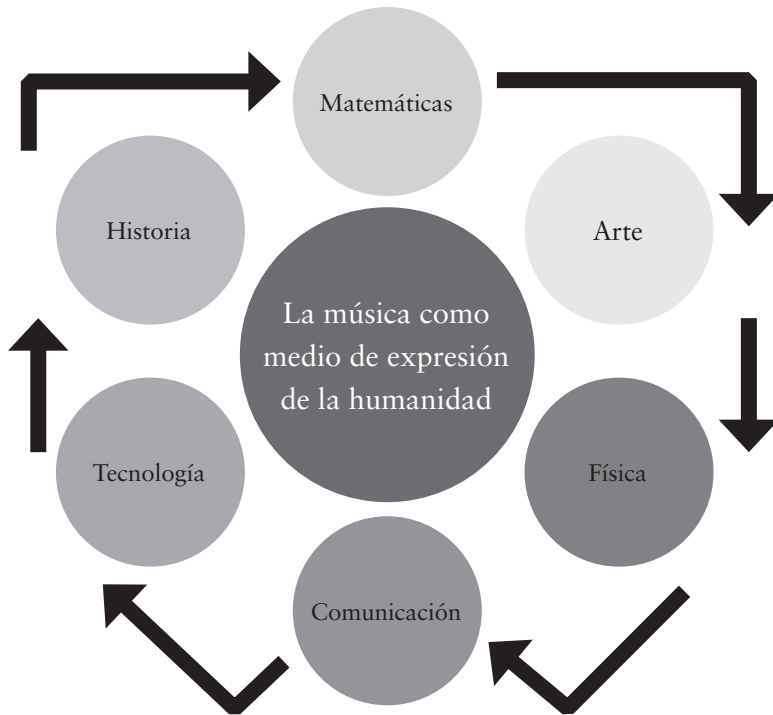 Matemáticas
Arte
Física
Comunicación
Tecnología
Historia
La música como
medio de expresión
de la humanidad